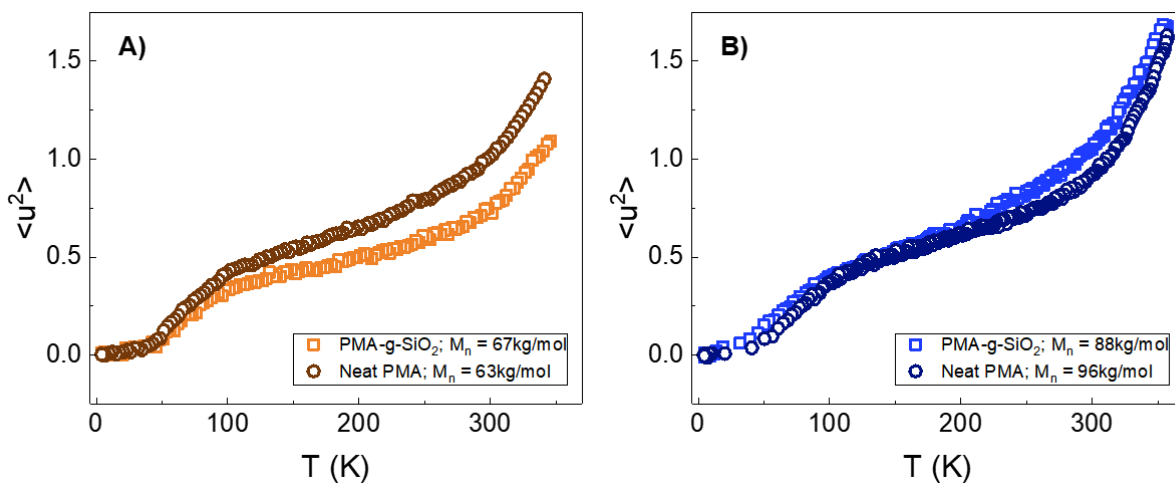 A)
<u²>
1.5
1.0
0.5
0.0
PMA-g-SiO₂; Mₙ = 67kg/mol
Neat PMA; Mₙ = 63kg/mol
0 100 200 300
T (K)
B)
<u²>
1.5
1.0
0.5
0.0
PMA-g-SiO₂; Mₙ = 88kg/mol
Neat PMA; Mₙ = 96kg/mol
0 100 200 300
T (K)